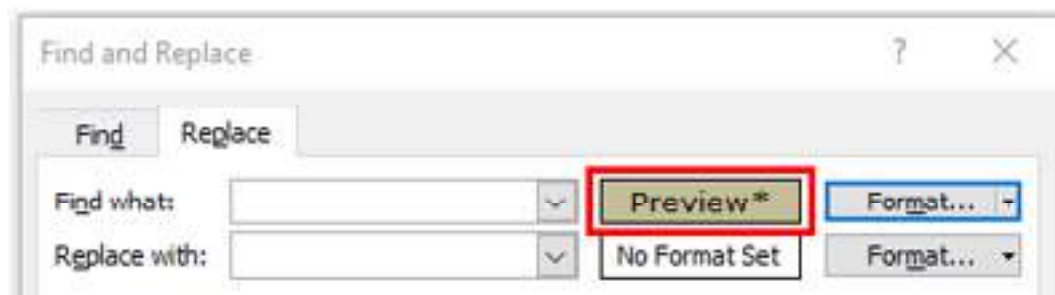 Find and Replace ?
Find Replace
Find what: Preview* Format...
Replace with: No Format Set Format...